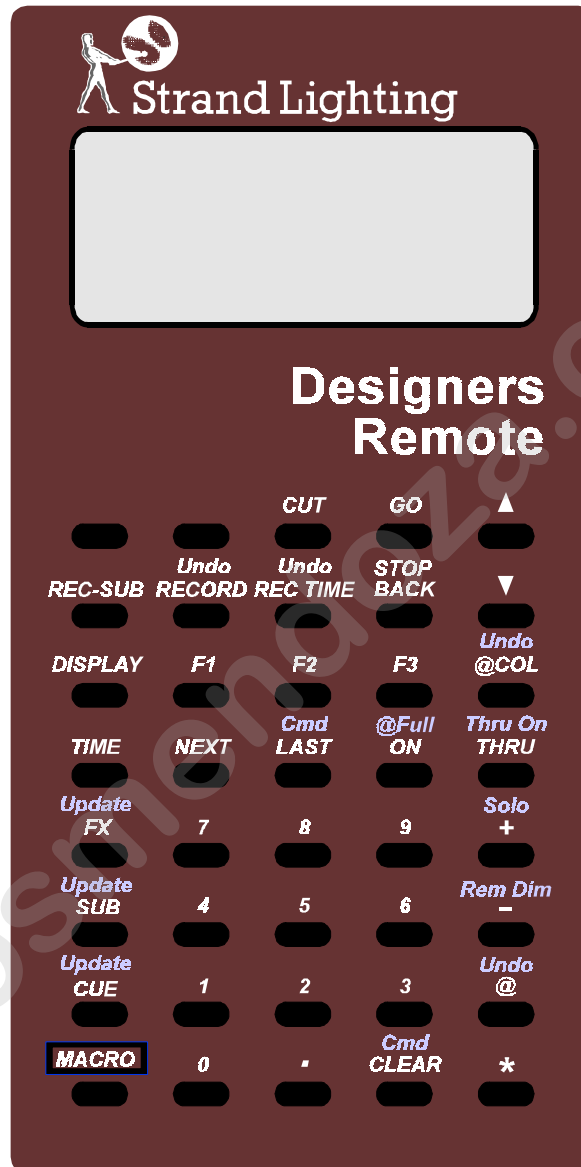 Strand Lighting
Designers
Remote
CUT GO ▲
Undo Undo STOP
REC-SUB RECORD REC TIME BACK ▼
Undo
DISPLAY F1 F2 F3 @COL
Cmd @Full Thru On
TIME NEXT LAST ON THRU
Update Solo
FX 7 8 9 +
Update Rem Dim
SUB 4 5 6 –
Update Undo
CUE 1 2 3 @
Cmd
MACRO 0 . CLEAR *